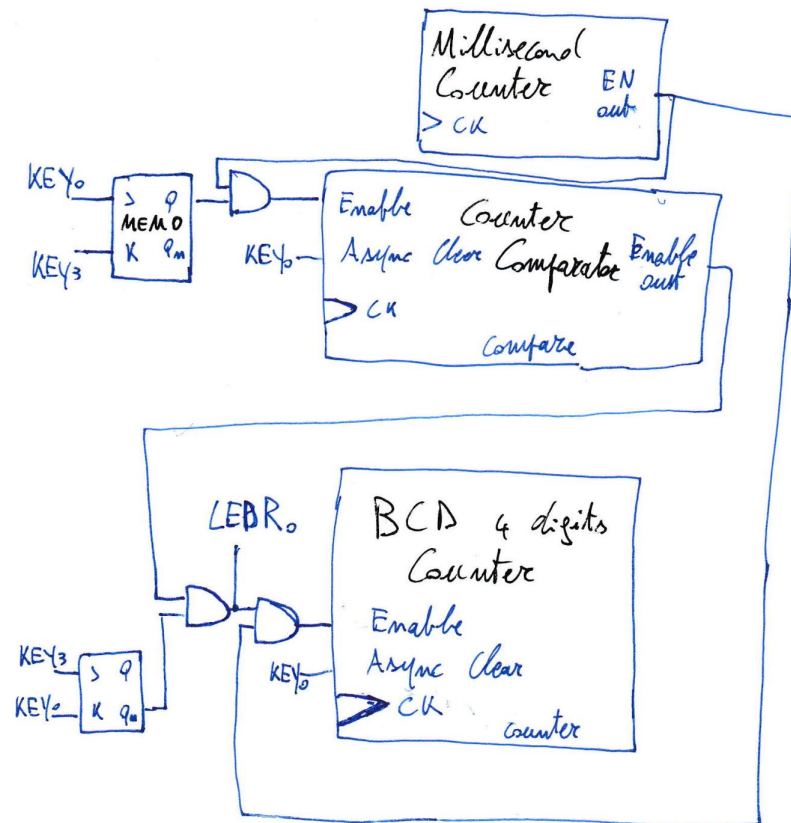 Millisecond
Counter
EN
out
> CK
KEY0
S Q
MEMO
K Qn
KEY3
Enable
Counter
KEY0
Async Clear
Comparator
Enable
out
CK
Compare
LEDR0
BCD 4 digits
Counter
Enable
KEY0
Async Clear
CK
Counter
KEY3
S Q
KEY0
K Qn